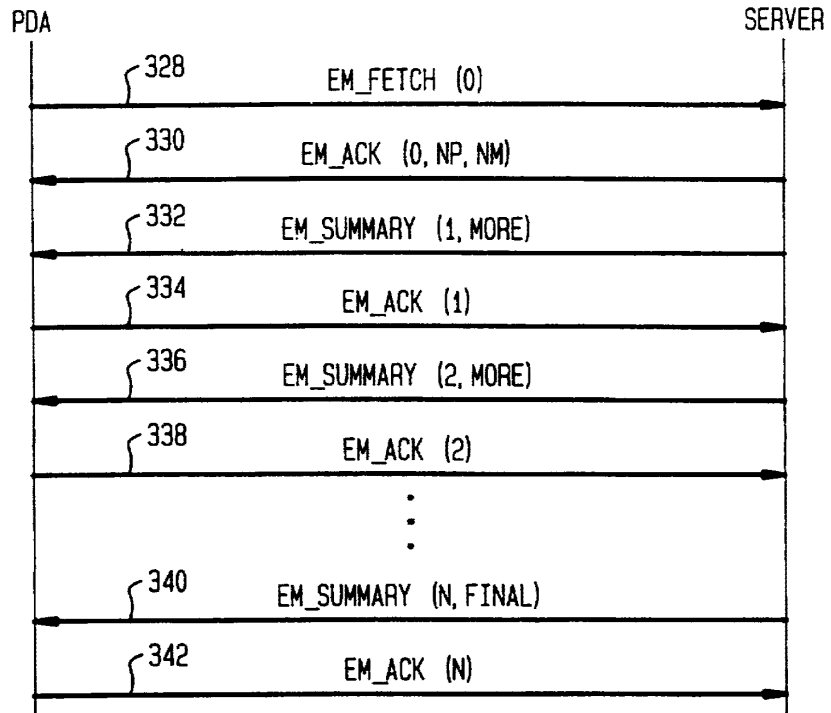 PDA SERVER
328 EM_FETCH (0)
330 EM_ACK (0, NP, NM)
332 EM_SUMMARY (1, MORE)
334 EM_ACK (1)
336 EM_SUMMARY (2, MORE)
338 EM_ACK (2)
340 EM_SUMMARY (N, FINAL)
342 EM_ACK (N)